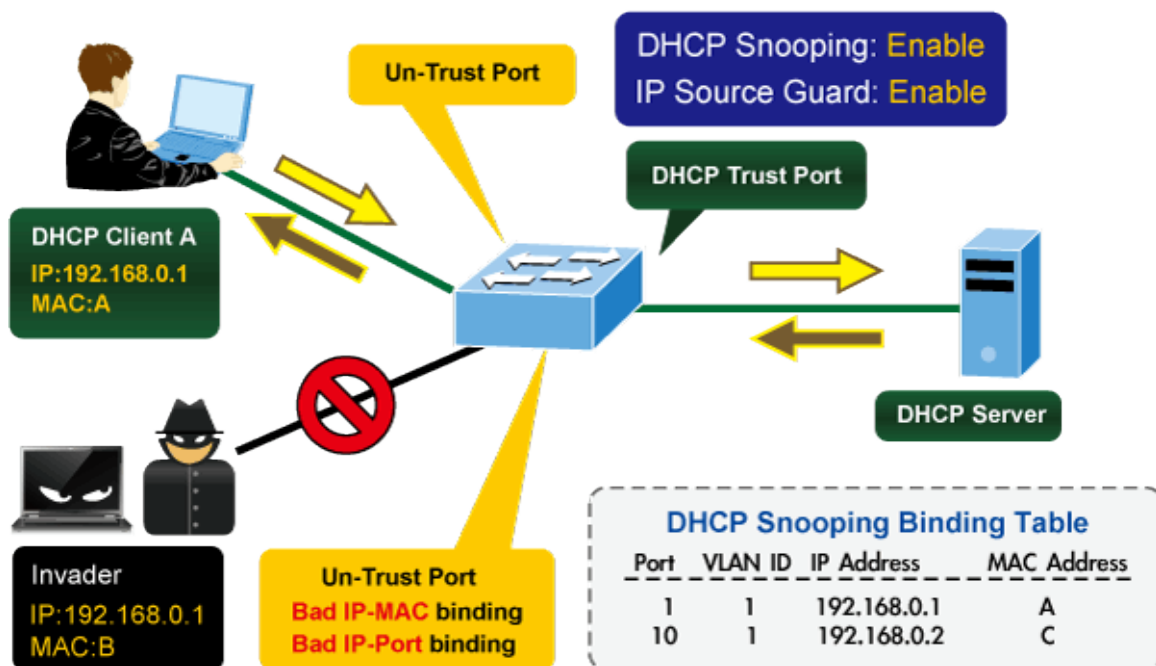 DHCP Snooping: Enable
IP Source Guard: Enable
Un-Trust Port
DHCP Trust Port
DHCP Client A
IP:192.168.0.1
MAC:A
DHCP Server
Invader
IP:192.168.0.1
MAC:B
Un-Trust Port
Bad IP-MAC binding
Bad IP-Port binding
DHCP Snooping Binding Table
Port VLAN ID IP Address MAC Address
1 1 192.168.0.1 A
10 1 192.168.0.2 C